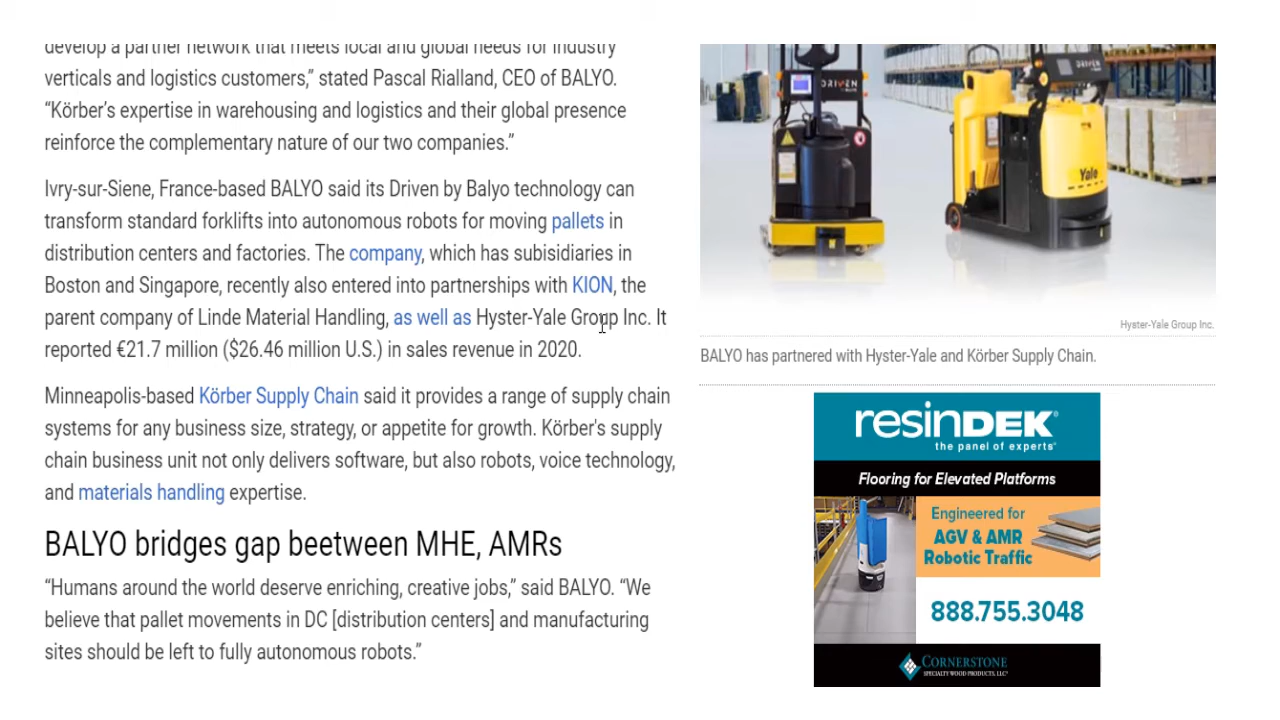 develop a partner network that meets local and global needs for industry
verticals and logistics customers,” stated Pascal Rialland, CEO of BALYO.
“Körber’s expertise in warehousing and logistics and their global presence
reinforce the complementary nature of our two companies.”
Ivry-sur-Siene, France-based BALYO said its Driven by Balyo technology can
transform standard forklifts into autonomous robots for moving pallets in
distribution centers and factories. The company, which has subisidiaries in
Boston and Singapore, recently also entered into partnerships with KION, the
parent company of Linde Material Handling, as well as Hyster-Yale Group Inc. It
reported €21.7 million ($26.46 million U.S.) in sales revenue in 2020.
Minneapolis-based Körber Supply Chain said it provides a range of supply chain
systems for any business size, strategy, or appetite for growth. Körber's supply
chain business unit not only delivers software, but also robots, voice technology,
and materials handling expertise.
BALYO bridges gap beetween MHE, AMRs
“Humans around the world deserve enriching, creative jobs,” said BALYO. “We
believe that pallet movements in DC [distribution centers] and manufacturing
sites should be left to fully autonomous robots.”
DRIVEN
DRIVEN
Yale
Hyster-Yale Group Inc.
BALYO has partnered with Hyster-Yale and Körber Supply Chain.
resinDEK®
the panel of experts®
Flooring for Elevated Platforms
Engineered for
AGV & AMR
Robotic Traffic
888.755.3048
CORNERSTONE
SPECIALTY WOOD PRODUCTS, LLC®